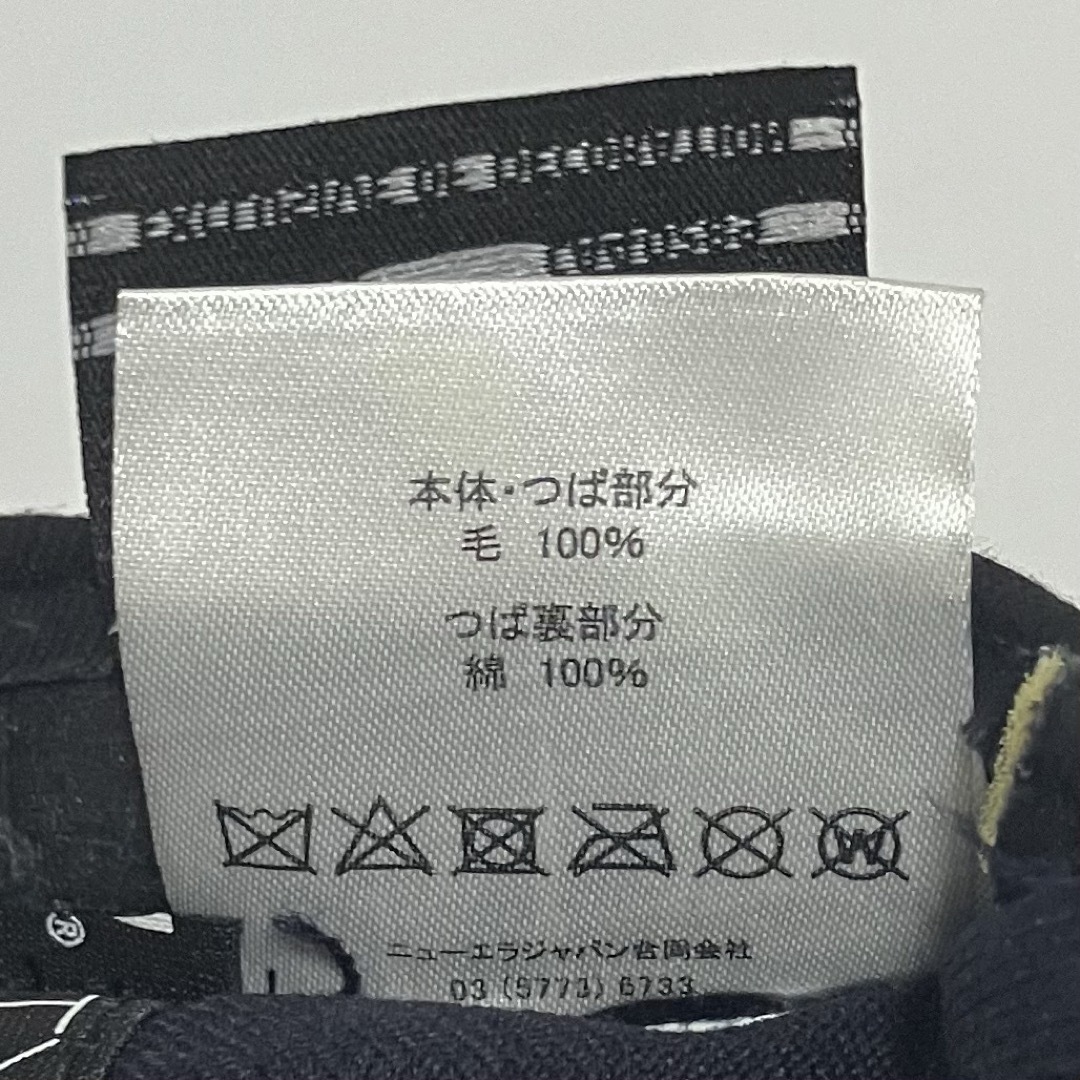 本体・つば部分
毛 100%
つば裏部分
綿 100%
W
ニューエラジャパン合同会社
03 (5773) 6733
®